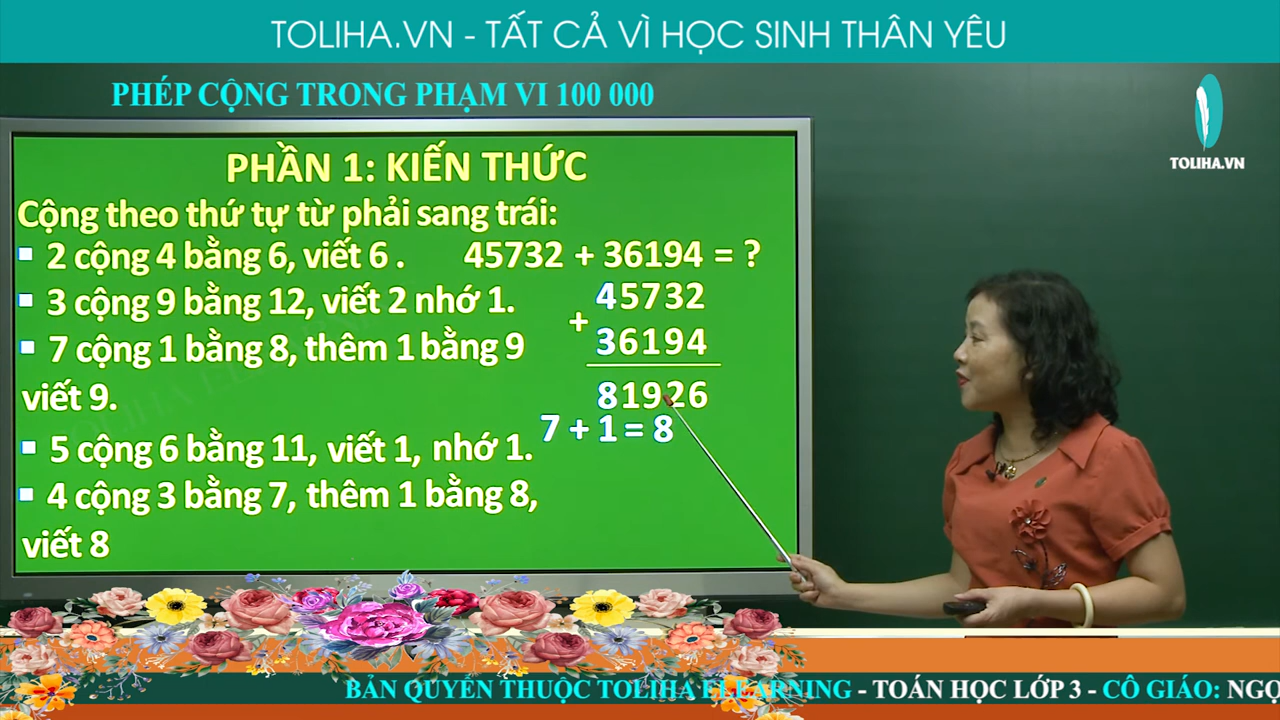 TOLIHA.VN - TẤT CẢ VÌ HỌC SINH THÂN YÊU
PHÉP CỘNG TRONG PHẠM VI 100 000
TOLIHA.VN
PHẦN 1: KIẾN THỨC
Cộng theo thứ tự từ phải sang trái:
▪ 2 cộng 4 bằng 6, viết 6 .
▪ 3 cộng 9 bằng 12, viết 2 nhớ 1.
▪ 7 cộng 1 bằng 8, thêm 1 bằng 9
viết 9.
▪ 5 cộng 6 bằng 11, viết 1, nhớ 1.
▪ 4 cộng 3 bằng 7, thêm 1 bằng 8,
viết 8
45732 + 36194 = ?
45732
+
36194
81926
7 + 1 = 8
BẢN QUYỀN THUỘC TOLIHA ELEARNING - TOÁN HỌC LỚP 3 - CÔ GIÁO: NGỌ